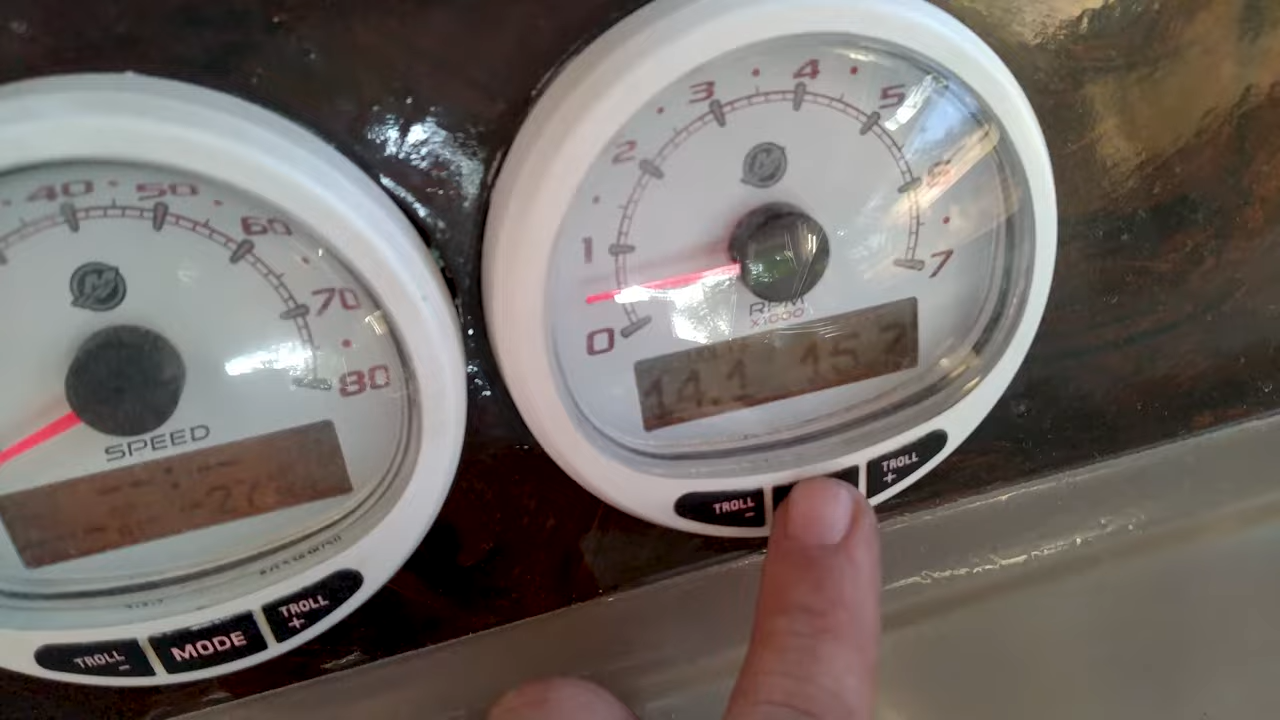 40 50 60 70 80
SPEED
TROLL -
MODE
TROLL +
0 1 2 3 4 5 6 7
RPM
X1000
14.1 15.2
TROLL -
TROLL +